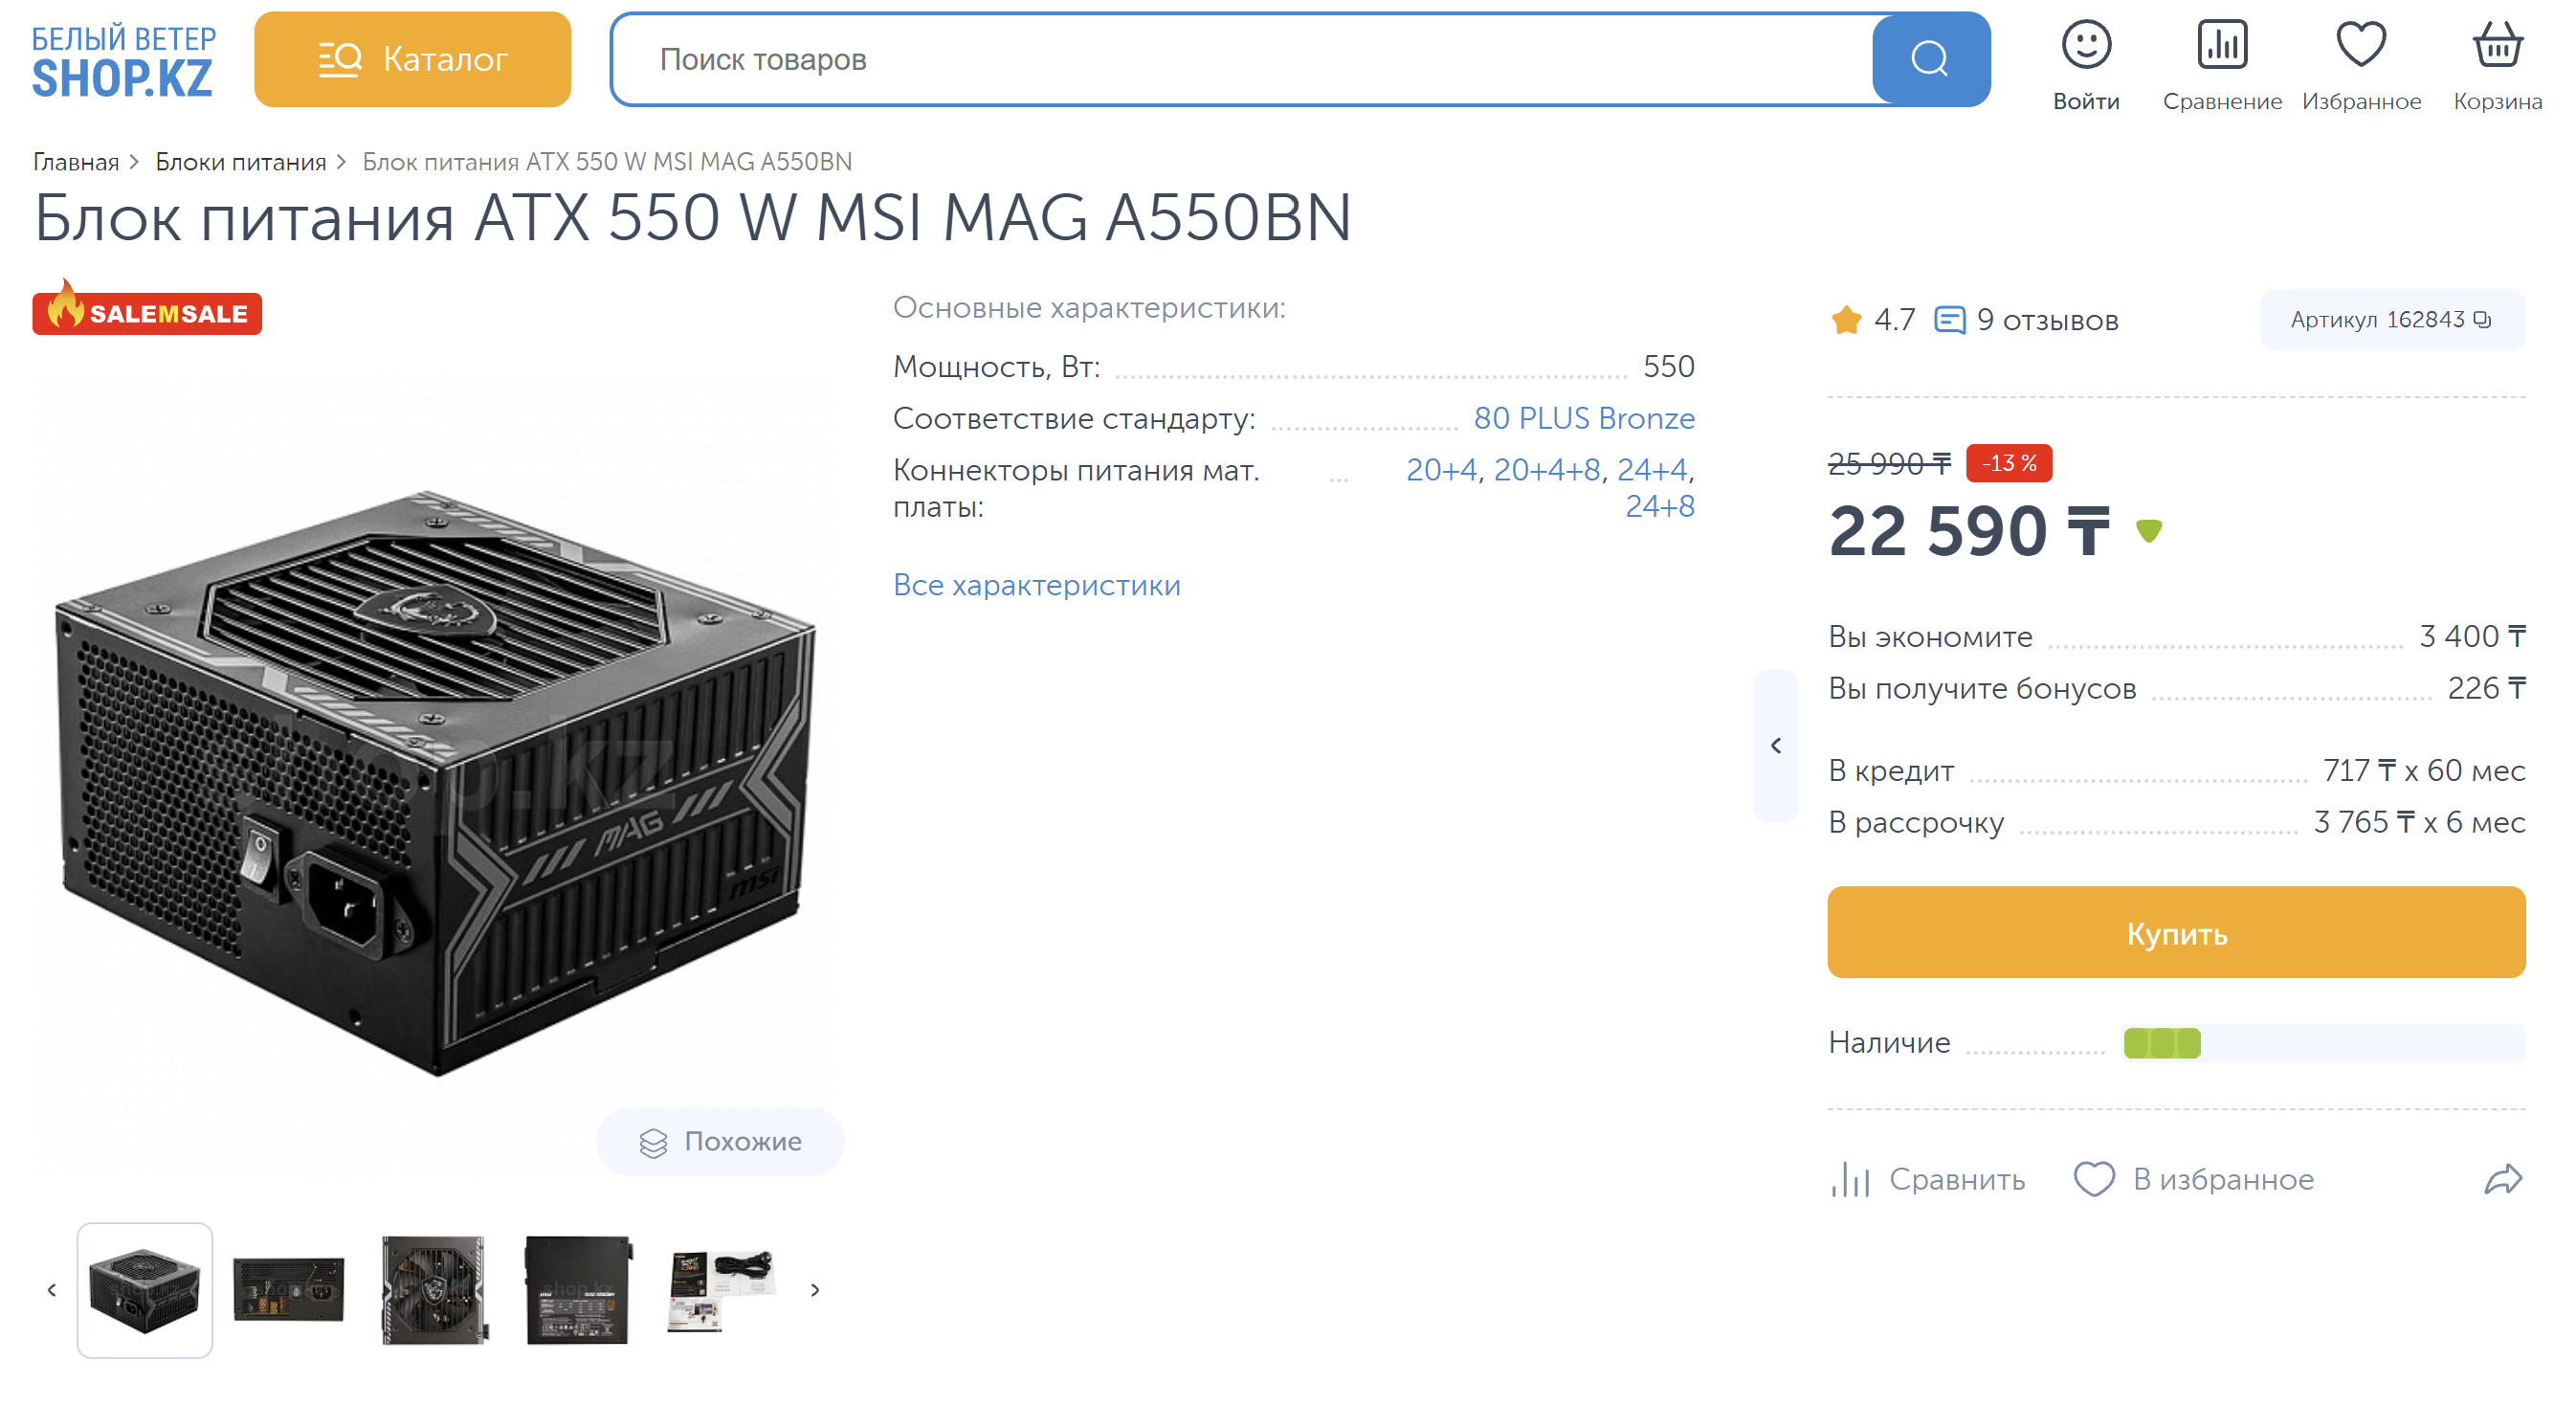 БЕЛЫЙ ВЕТЕР
SHOP.KZ
Каталог
Поиск товаров
Войти
Сравнение
Избранное
Корзина
Главная > Блоки питания > Блок питания ATX 550 W MSI MAG A550BN
Блок питания ATX 550 W MSI MAG A550BN
SALEMSALE
Основные характеристики:
Мощность, Вт: 550
Соответствие стандарту: 80 PLUS Bronze
Коннекторы питания мат. платы: 20+4, 20+4+8, 24+4,
24+8
Все характеристики
4.7
9 отзывов
Артикул 162843
25 990 ₸
-13 %
22 590 ₸
Вы экономите 3 400 ₸
Вы получите бонусов 226 ₸
В кредит 717 ₸ x 60 мес
В рассрочку 3 765 ₸ x 6 мес
Купить
Наличие
Сравнить
В избранное
MAG
msi
Похожие
shop.kz